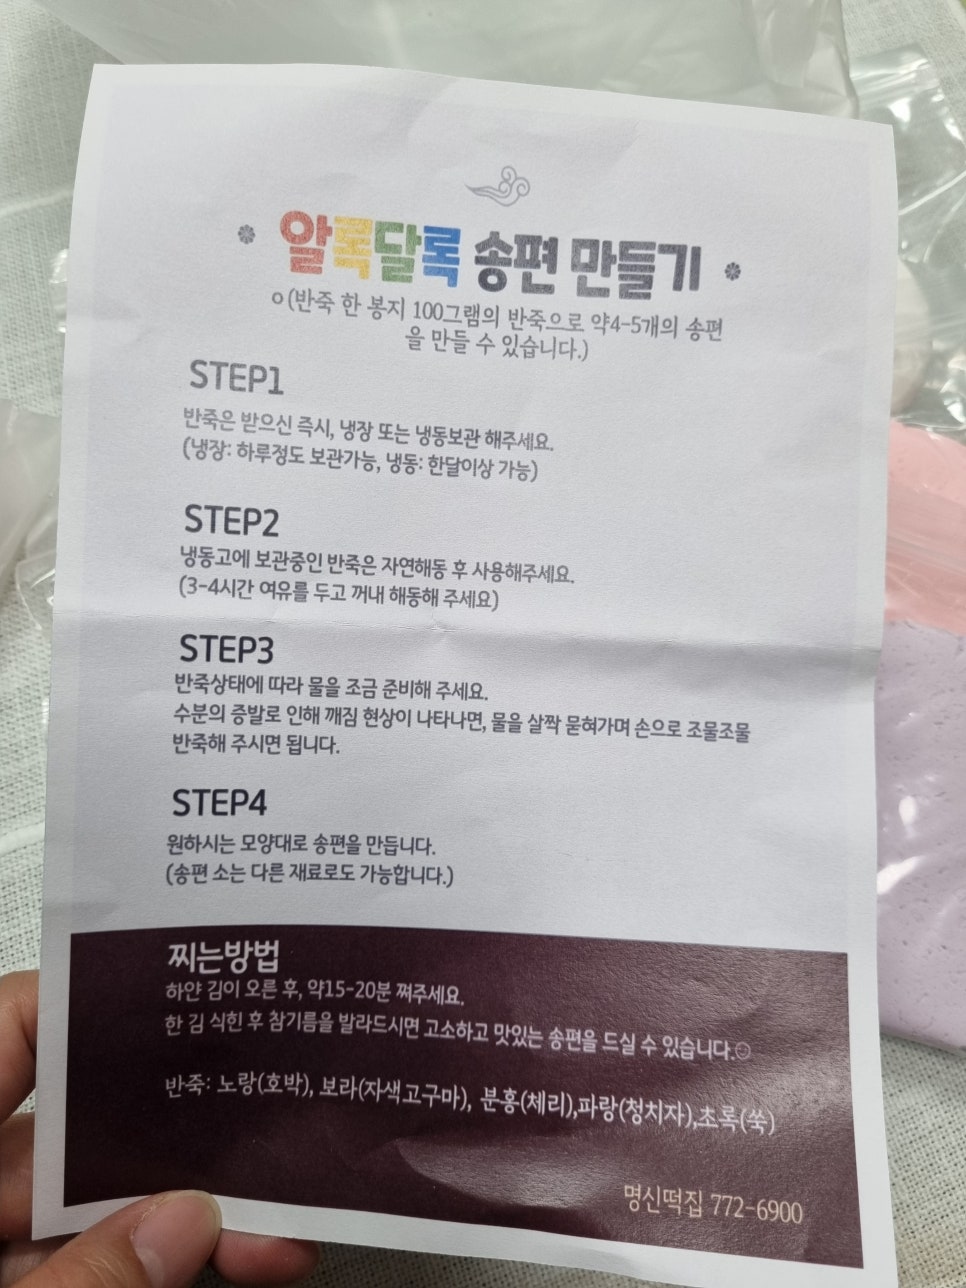 알록달록 송편 만들기
ㅇ(반죽 한 봉지 100그램의 반죽으로 약4-5개의 송편
을 만들 수 있습니다.)
STEP1
반죽은 받으신 즉시, 냉장 또는 냉동보관 해주세요.
(냉장: 하루정도 보관가능, 냉동: 한달이상 가능)
STEP2
냉동고에 보관중인 반죽은 자연해동 후 사용해주세요.
(3-4시간 여유를 두고 꺼내 해동해 주세요)
STEP3
반죽상태에 따라 물을 조금 준비해 주세요.
수분의 증발로 인해 깨짐 현상이 나타나면, 물을 살짝 묻혀가며 손으로 조물조물
반죽해 주시면 됩니다.
STEP4
원하시는 모양대로 송편을 만듭니다.
(송편 소는 다른 재료로도 가능합니다.)
찌는방법
하얀 김이 오른 후, 약15-20분 쪄주세요.
한 김 식힌 후 참기름을 발라드시면 고소하고 맛있는 송편을 드실 수 있습니다.☺
반죽: 노랑(호박), 보라(자색고구마), 분홍(체리),파랑(청치자),초록(쑥)
명신떡집 772-6900